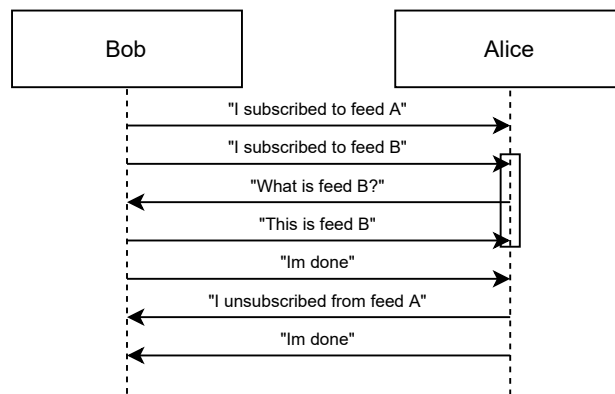 Bob
Alice
"I subscribed to feed A"
"I subscribed to feed B"
"What is feed B?"
"This is feed B"
"Im done"
"I unsubscribed from feed A"
"Im done"